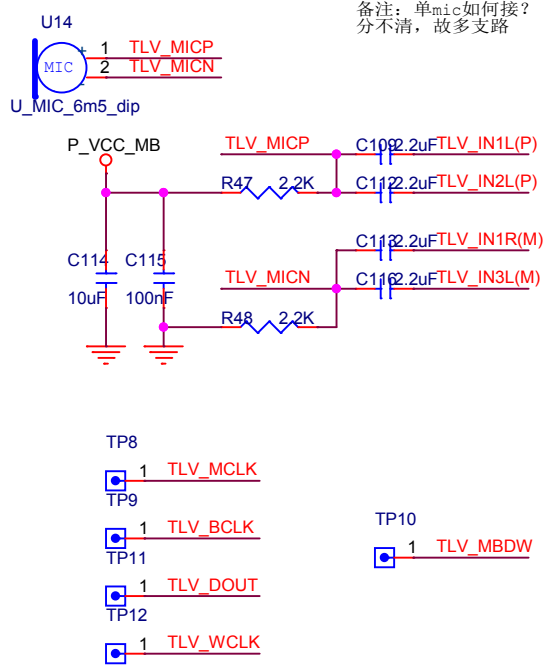 备注：单mic如何接？
分不清，故多支路
U14
MIC
+
-
1 TLV_MICP
2 TLV_MICN
U_MIC_6m5_dip
P_VCC_MB
TLV_MICP
C109 2.2uF TLV_IN1L(P)
R47 2.2K
C112 2.2uF TLV_IN2L(P)
C113 2.2uF TLV_IN1R(M)
C114
C115
TLV_MICN
C116 2.2uF TLV_IN3L(M)
10uF
100nF
R48 2.2K
TP8
1 TLV_MCLK
TP9
1 TLV_BCLK
TP10
1 TLV_MBDW
TP11
1 TLV_DOUT
TP12
1 TLV_WCLK